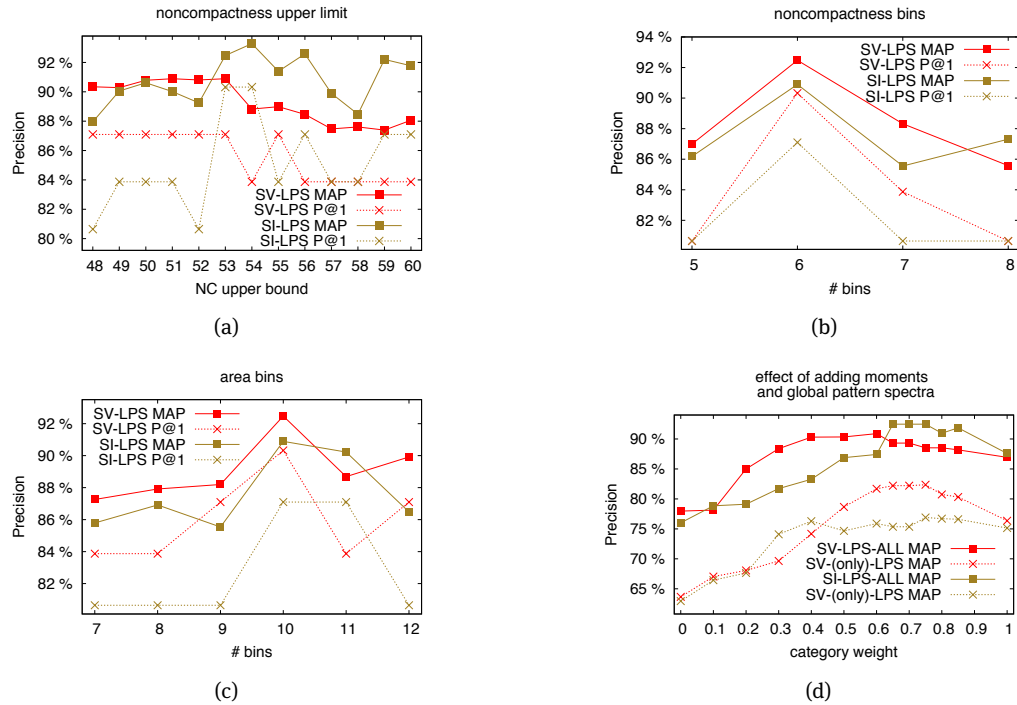 noncompactness upper limit
92 %
90 %
88 %
86 %
84 %
82 %
80 %
Precision
SV-LPS MAP
SV-LPS P@1
SI-LPS MAP
SI-LPS P@1
48 49 50 51 52 53 54 55 56 57 58 59 60
NC upper bound
(a)
noncompactness bins
94 %
92 %
90 %
88 %
86 %
84 %
82 %
Precision
SV-LPS MAP
SV-LPS P@1
SI-LPS MAP
SI-LPS P@1
5 6 7 8
# bins
(b)
area bins
92 %
90 %
88 %
86 %
84 %
82 %
Precision
SV-LPS MAP
SV-LPS P@1
SI-LPS MAP
SI-LPS P@1
7 8 9 10 11 12
# bins
(c)
effect of adding moments
and global pattern spectra
90 %
85 %
80 %
75 %
70 %
65 %
Precision
SV-LPS-ALL MAP
SV-(only)-LPS MAP
SI-LPS-ALL MAP
SV-(only)-LPS MAP
0 0.1 0.2 0.3 0.4 0.5 0.6 0.7 0.8 0.9 1
category weight
(d)